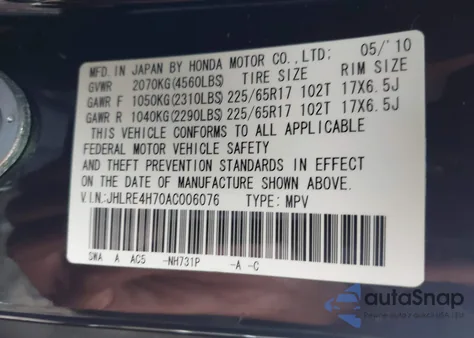 MFD. IN JAPAN BY HONDA MOTOR CO., LTD; 05/'10
GVWR 2070KG(4560LBS) TIRE SIZE RIM SIZE
GAWR F 1050KG(2310LBS) 225/65R17 102T 17X6.5J
GAWR R 1040KG(2290LBS) 225/65R17 102T 17X6.5J
THIS VEHICLE CONFORMS TO ALL APPLICABLE
FEDERAL MOTOR VEHICLE SAFETY
AND THEFT PREVENTION STANDARDS IN EFFECT
ON THE DATE OF MANUFACTURE SHOWN ABOVE.
V.I.N:JHLRE4H70AC006076 TYPE: MPV
SWA A AC5 -NH731P -A -C
autoSnap